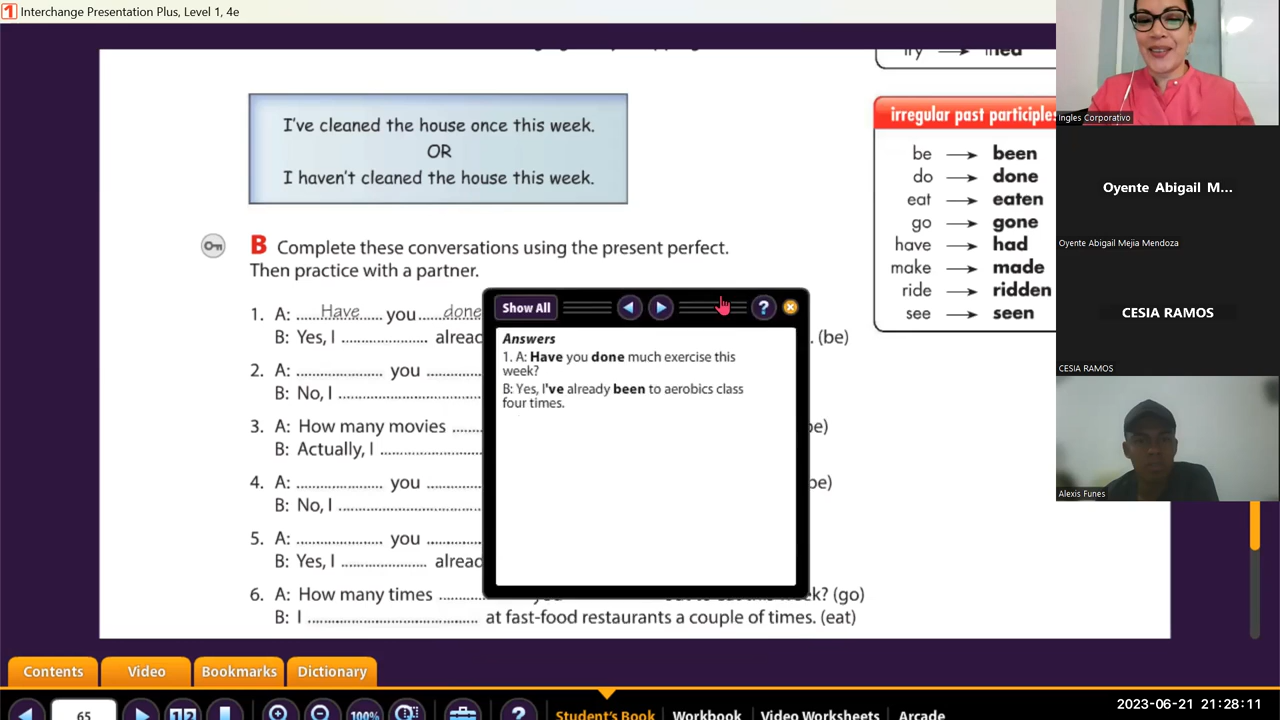 Interchange Presentation Plus, Level 1, 4e
I've cleaned the house once this week.
OR
I haven't cleaned the house this week.
irregular past participles
be → been
do → done
eat → eaten
go → gone
have → had
make → made
ride → ridden
see → seen
B Complete these conversations using the present perfect.
Then practice with a partner.
1. A: Have you done
B: Yes, I (be)
2. A: you
B: No, I
3. A: How many movies
B: Actually, I
4. A: you
B: No, I
5. A: you
B: Yes, I
6. A: How many times week? (go)
B: I at fast-food restaurants a couple of times. (eat)
Show All ?
Answers
1. A: Have you done much exercise this
week?
B: Yes, I've already been to aerobics class
four times.
Ingles Corporativo
Oyente Abigail M...
Oyente Abigail Mejia Mendoza
CESIA RAMOS
CESIA RAMOS
Alexis Funes
Contents Video Bookmarks Dictionary
65 100% ? Student's Book Workbook Video Worksheets Arcade
2023-06-21 21:28:11